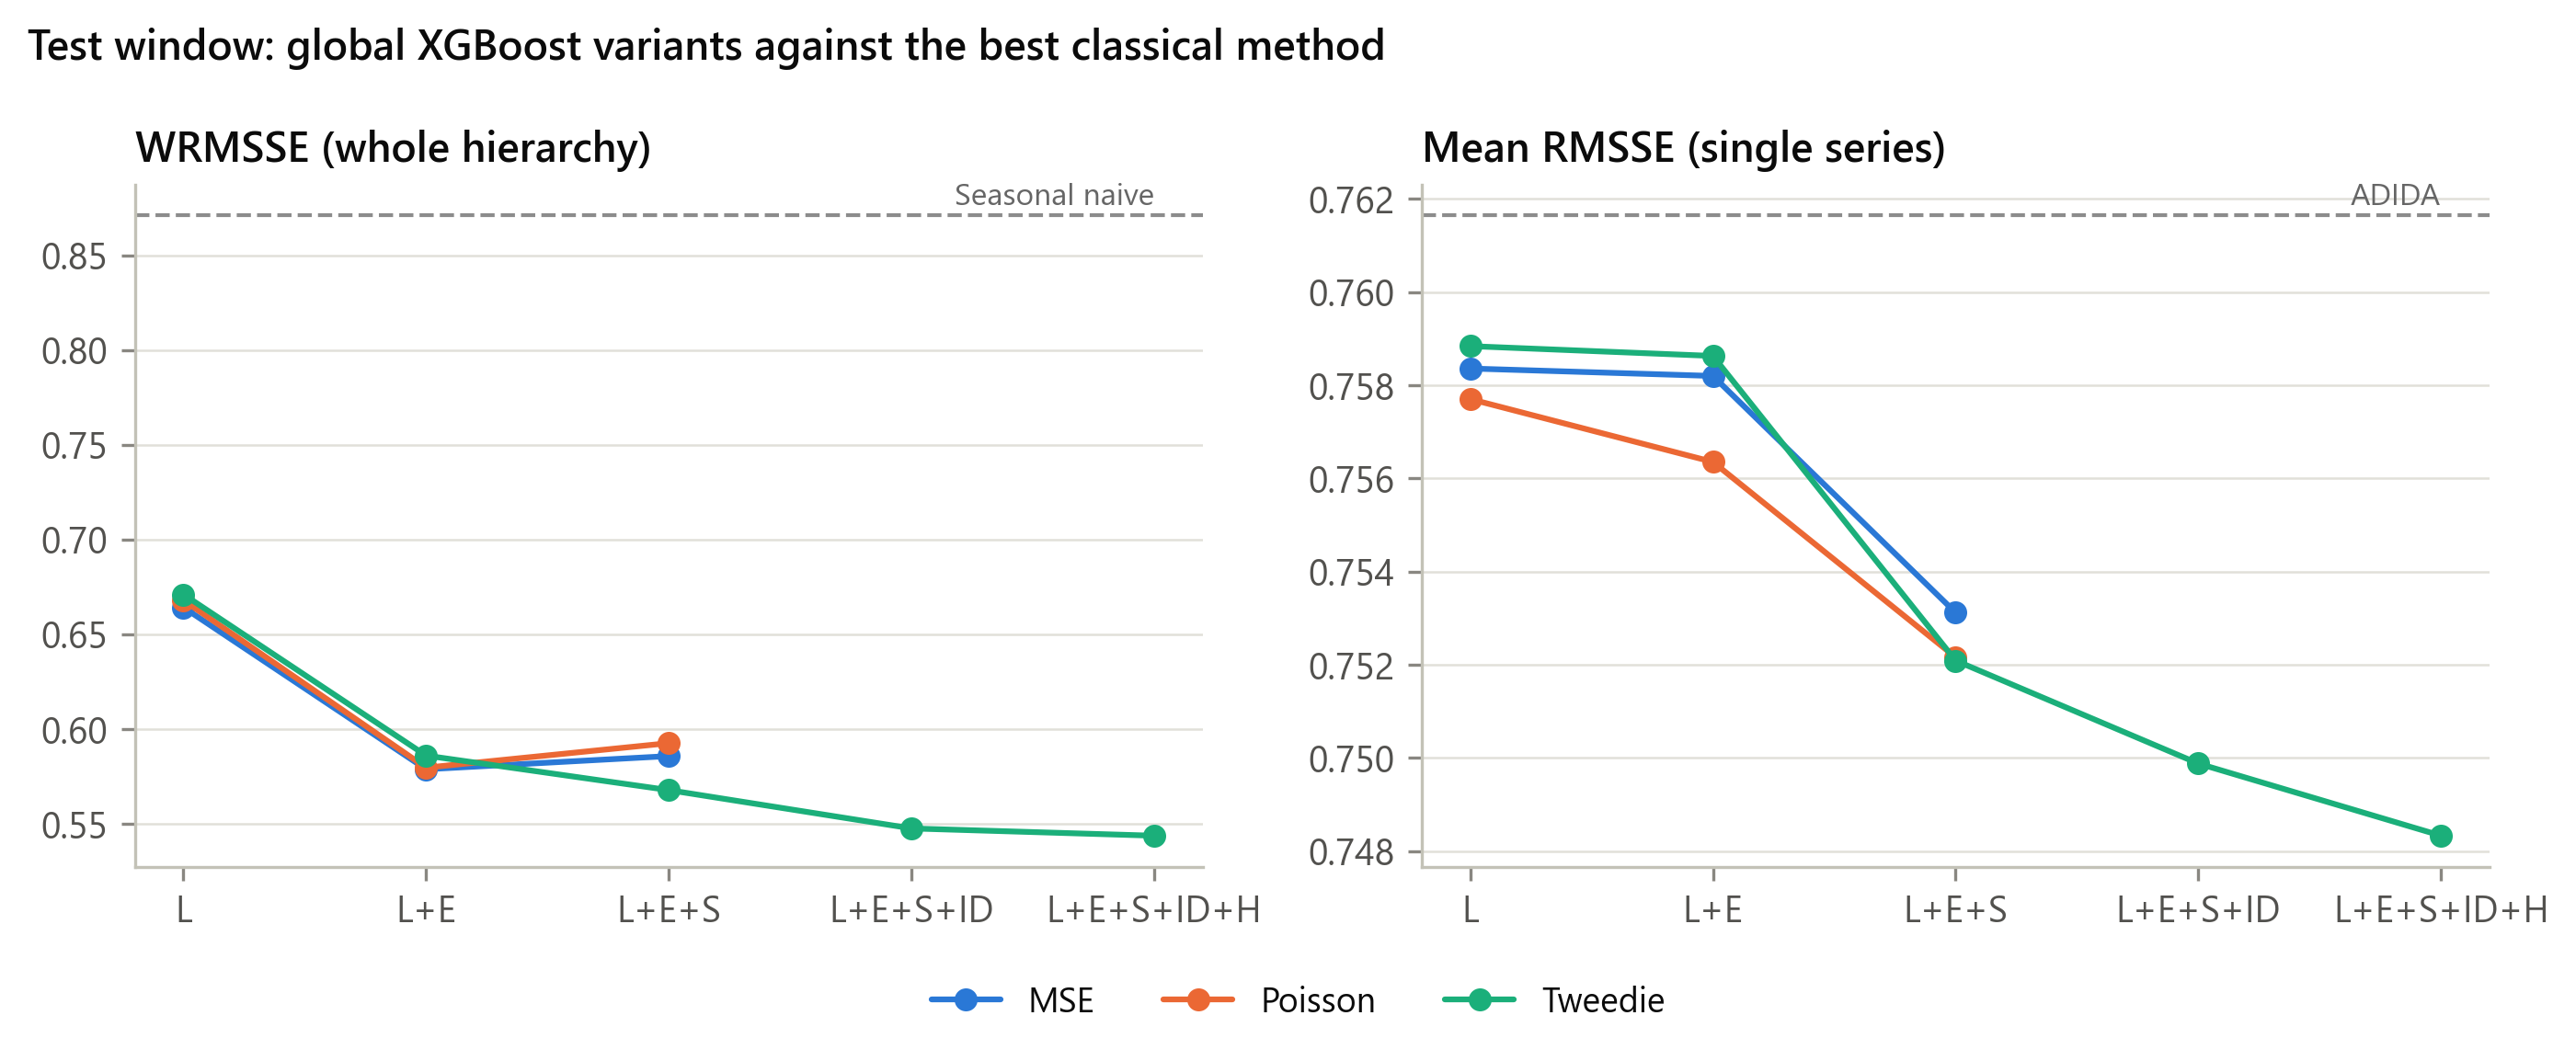 Test window: global XGBoost variants against the best classical method
WRMSSE (whole hierarchy)
Seasonal naive
0.85
0.80
0.75
0.70
0.65
0.60
0.55
L
L+E
L+E+S
L+E+S+ID
L+E+S+ID+H
Mean RMSSE (single series)
ADIDA
0.762
0.760
0.758
0.756
0.754
0.752
0.750
0.748
L
L+E
L+E+S
L+E+S+ID
L+E+S+ID+H
MSE
Poisson
Tweedie